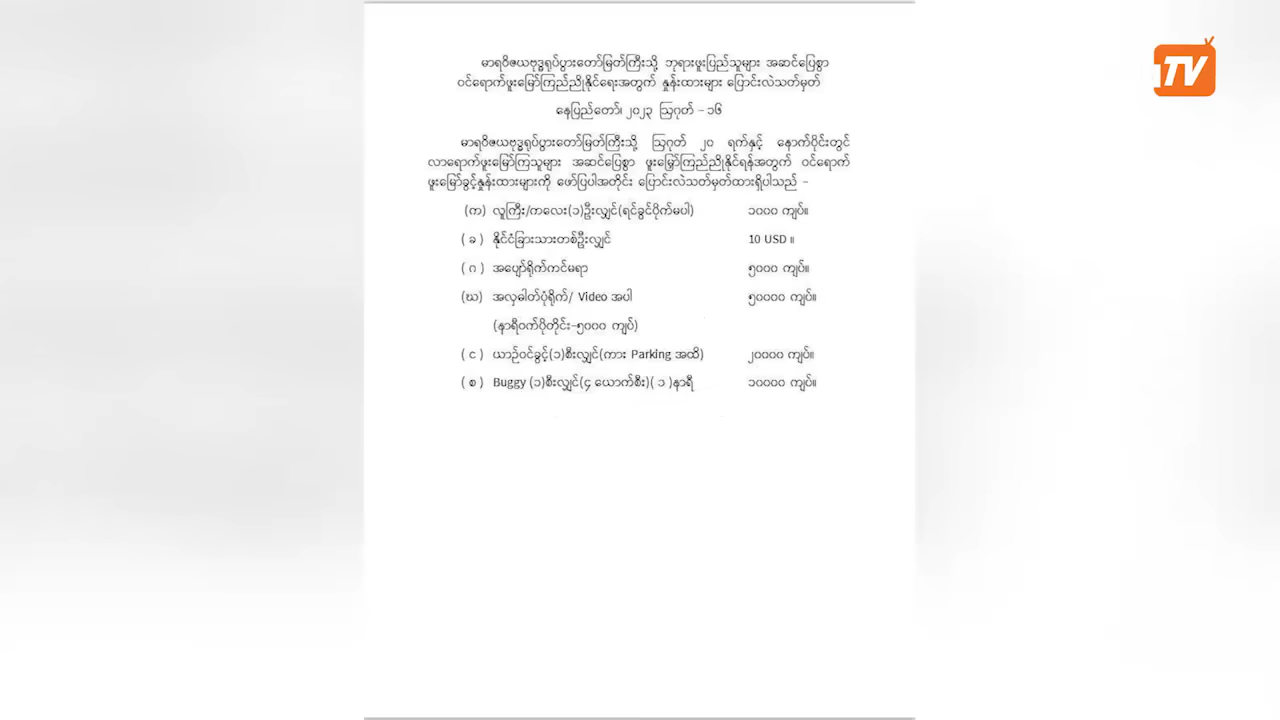 မာရဝိဇယဗုဒ္ဓရုပ်ပွားတော်မြတ်ကြီးသို့ ဘုရားဖူးပြည်သူများ အဆင်ပြေစွာ
ဝင်ရောက်ဖူးမြော်ကြည်ညိုနိုင်ရေးအတွက် နှုန်းထားများ ပြောင်းလဲသတ်မှတ်
နေပြည်တော်၊ ၂၀၂၃ ဩဂုတ် - ၁၆
မာရဝိဇယဗုဒ္ဓရုပ်ပွားတော်မြတ်ကြီးသို့ ဩဂုတ် ၂၀ ရက်နှင့် နောက်ပိုင်းတွင်
လာရောက်ဖူးမြော်ကြသူများ အဆင်ပြေစွာ ဖူးမြှော်ကြည်ညိုနိုင်ရန်အတွက် ဝင်ရောက်
ဖူးမြော်ခွင့်နှုန်းထားများကို ဖော်ပြပါအတိုင်း ပြောင်းလဲသတ်မှတ်ထားရှိပါသည် -
(က) လူကြီး/ကလေး(၁)ဦးလျှင်(ရင်ခွင်ပိုက်မပါ) ၁၀၀၀ ကျပ်။
( ခ ) နိုင်ငံခြားသားတစ်ဦးလျှင် 10 USD ။
( ဂ ) အပျော်ရိုက်ကင်မရာ ၅၀၀၀ ကျပ်။
(ဃ) အလှဓါတ်ပုံရိုက်/ Video အပါ ၅၀၀၀၀ ကျပ်။
(နာရီဝက်ပိုတိုင်း-၅၀၀၀ ကျပ်)
( င ) ယာဉ်ဝင်ခွင့်(၁)စီးလျှင်(ကား Parking အထိ) ၂၀၀၀၀ ကျပ်။
( စ ) Buggy (၁)စီးလျှင်(၄ ယောက်စီး)( ၁ )နာရီ ၁၀၀၀၀ ကျပ်။
TV